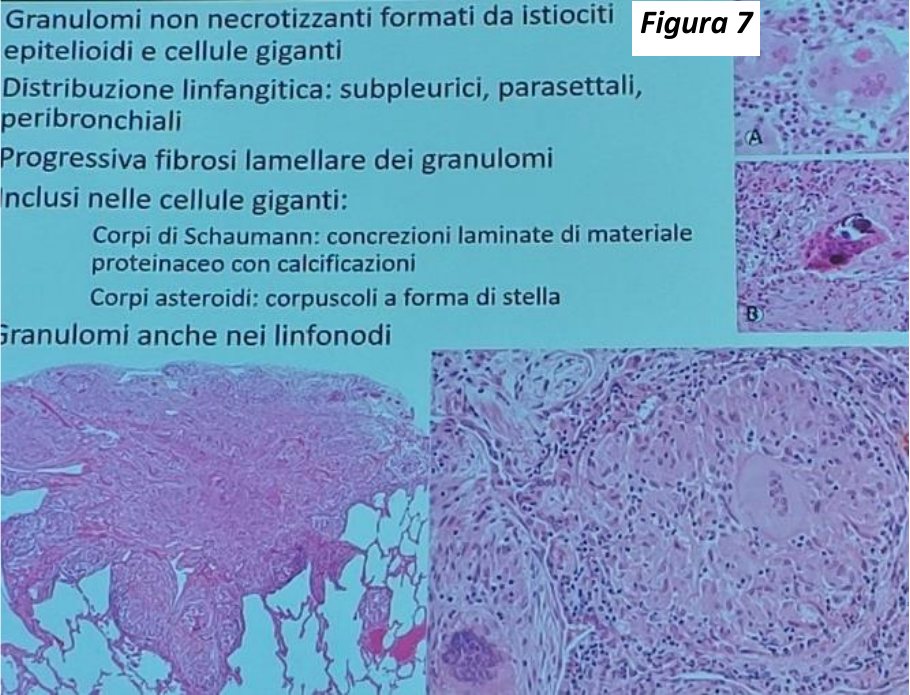 Granulomi non necrotizzanti formati da istiociti
epitelioidi e cellule giganti
Figura 7
Distribuzione linfangitica: subpleurici, parasettali,
peribronchiali
Progressiva fibrosi lamellare dei granulomi
Inclusi nelle cellule giganti:
Corpi di Schaumann: concrezioni laminate di materiale
proteinaceo con calcificazioni
Corpi asteroidi: corpuscoli a forma di stella
Granulomi anche nei linfonodi
A
B